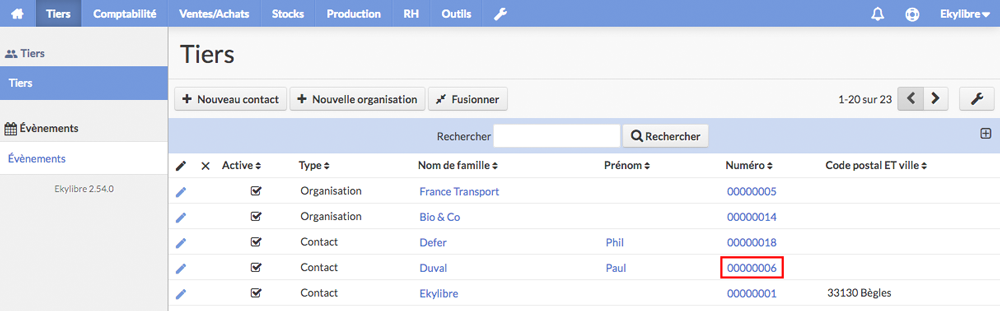 Tiers Comptabilité Ventes/Achats Stocks Production RH Outils Ekylibre
Tiers
Tiers
Évènements
Évènements
Ekylibre 2.54.0
Tiers
Nouveau contact Nouvelle organisation Fusionner 1-20 sur 23
Rechercher Rechercher
Active Type Nom de famille Prénom Numéro Code postal ET ville
Organisation France Transport 00000005
Organisation Bio & Co 00000014
Contact Defer Phil 00000018
Contact Duval Paul 00000006
Contact Ekylibre 00000001 33130 Bègles